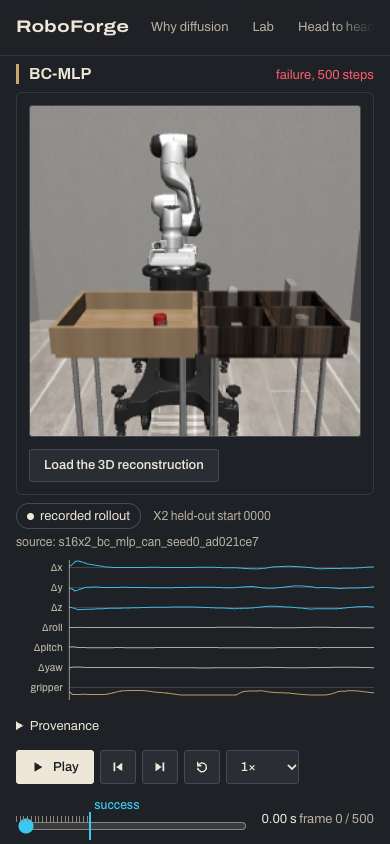 RoboForge Why diffusion Lab Head to head
BC-MLP failure, 500 steps
Load the 3D reconstruction
recorded rollout X2 held-out start 0000
source: s16x2_bc_mlp_can_seed0_ad021ce7
Δx
Δy
Δz
Δroll
Δpitch
Δyaw
gripper
Provenance
Play 1×
success
0.00 s frame 0 / 500